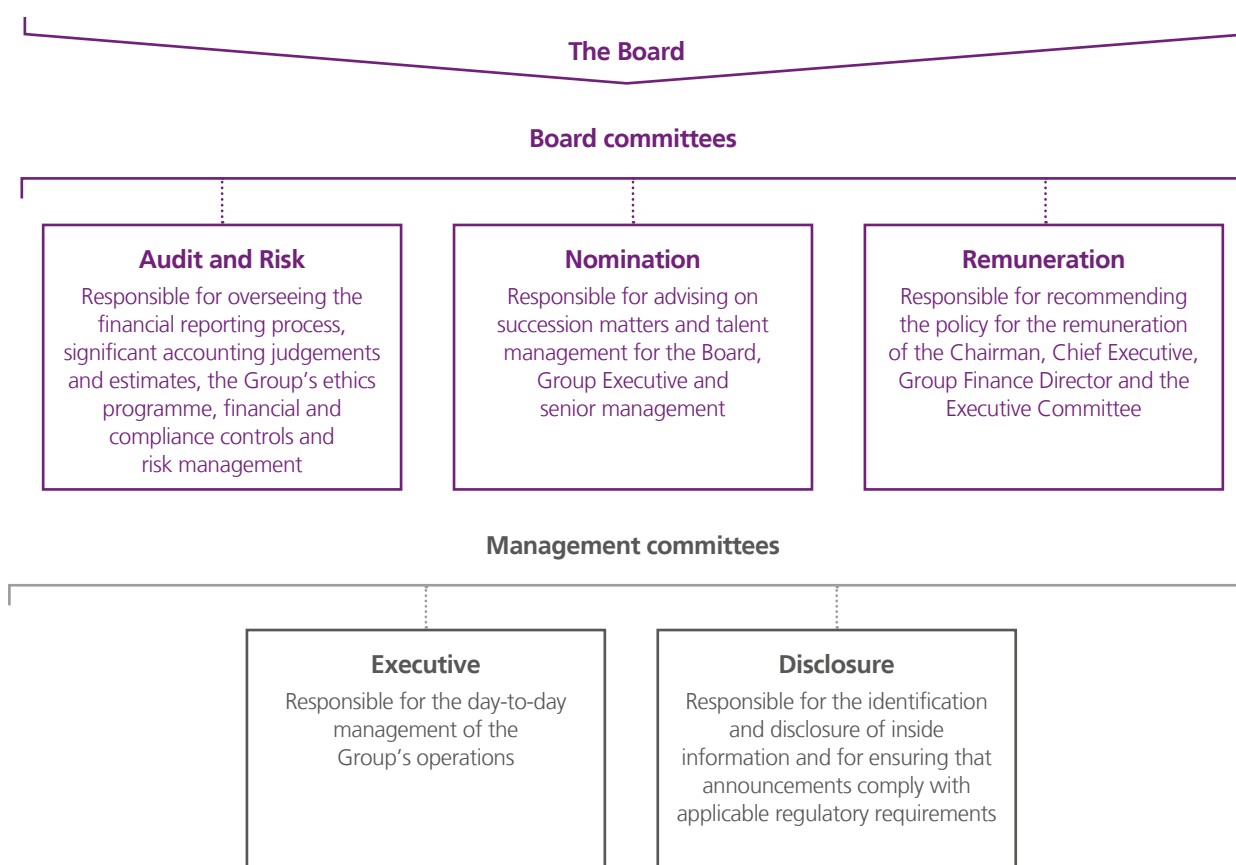 The Board
Board committees
Audit and Risk
Responsible for overseeing the
financial reporting process,
significant accounting judgements
and estimates, the Group’s ethics
programme, financial and
compliance controls and
risk management
Nomination
Responsible for advising on
succession matters and talent
management for the Board,
Group Executive and
senior management
Remuneration
Responsible for recommending
the policy for the remuneration
of the Chairman, Chief Executive,
Group Finance Director and the
Executive Committee
Management committees
Executive
Responsible for the day-to-day
management of the
Group’s operations
Disclosure
Responsible for the identification
and disclosure of inside
information and for ensuring that
announcements comply with
applicable regulatory requirements